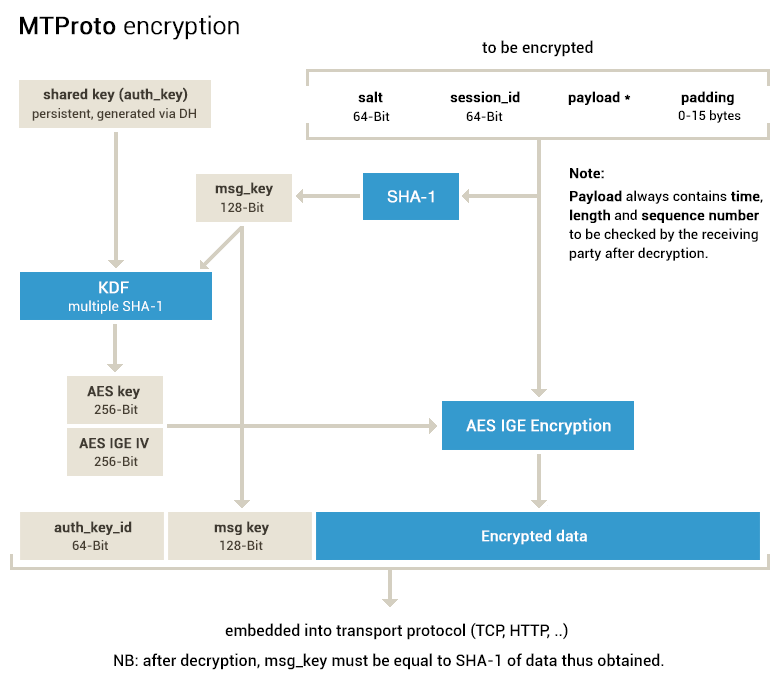 MTProto encryption
to be encrypted
shared key (auth_key)
persistent, generated via DH
salt
64-Bit
session_id
64-Bit
payload *
padding
0-15 bytes
msg_key
128-Bit
SHA-1
Note:
Payload always contains time,
length and sequence number
to be checked by the receiving
party after decryption.
KDF
multiple SHA-1
AES key
256-Bit
AES IGE IV
256-Bit
AES IGE Encryption
auth_key_id
64-Bit
msg key
128-Bit
Encrypted data
embedded into transport protocol (TCP, HTTP, ..)
NB: after decryption, msg_key must be equal to SHA-1 of data thus obtained.